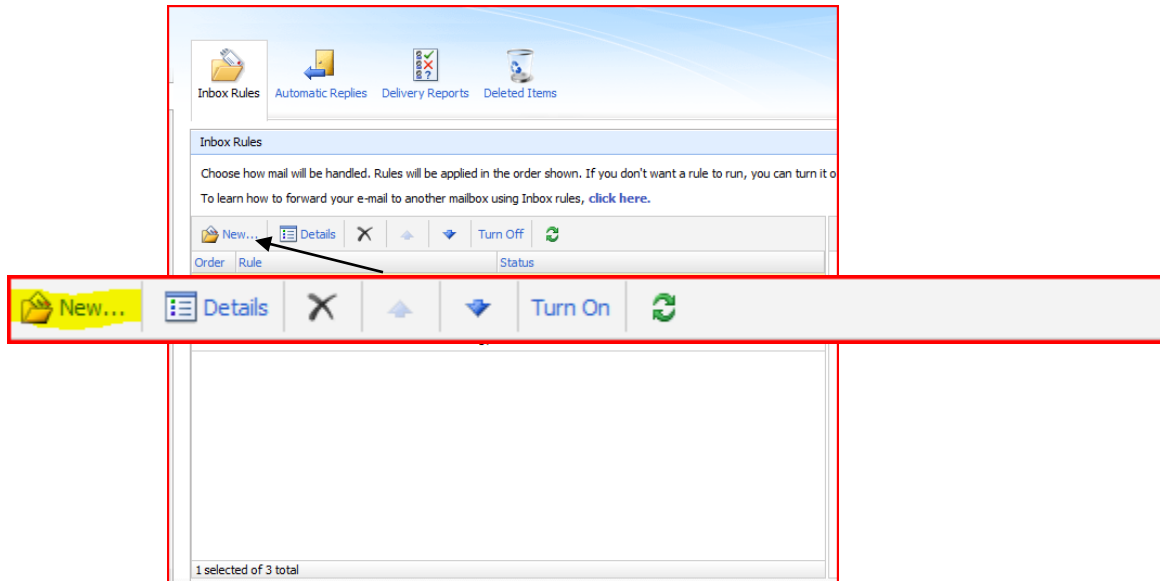 Inbox Rules Automatic Replies Delivery Reports Deleted Items
Inbox Rules
Choose how mail will be handled. Rules will be applied in the order shown. If you don't want a rule to run, you can turn it o
To learn how to forward your e-mail to another mailbox using Inbox rules, click here.
New... Details Turn Off
Order Rule Status
New... Details Turn On
1 selected of 3 total